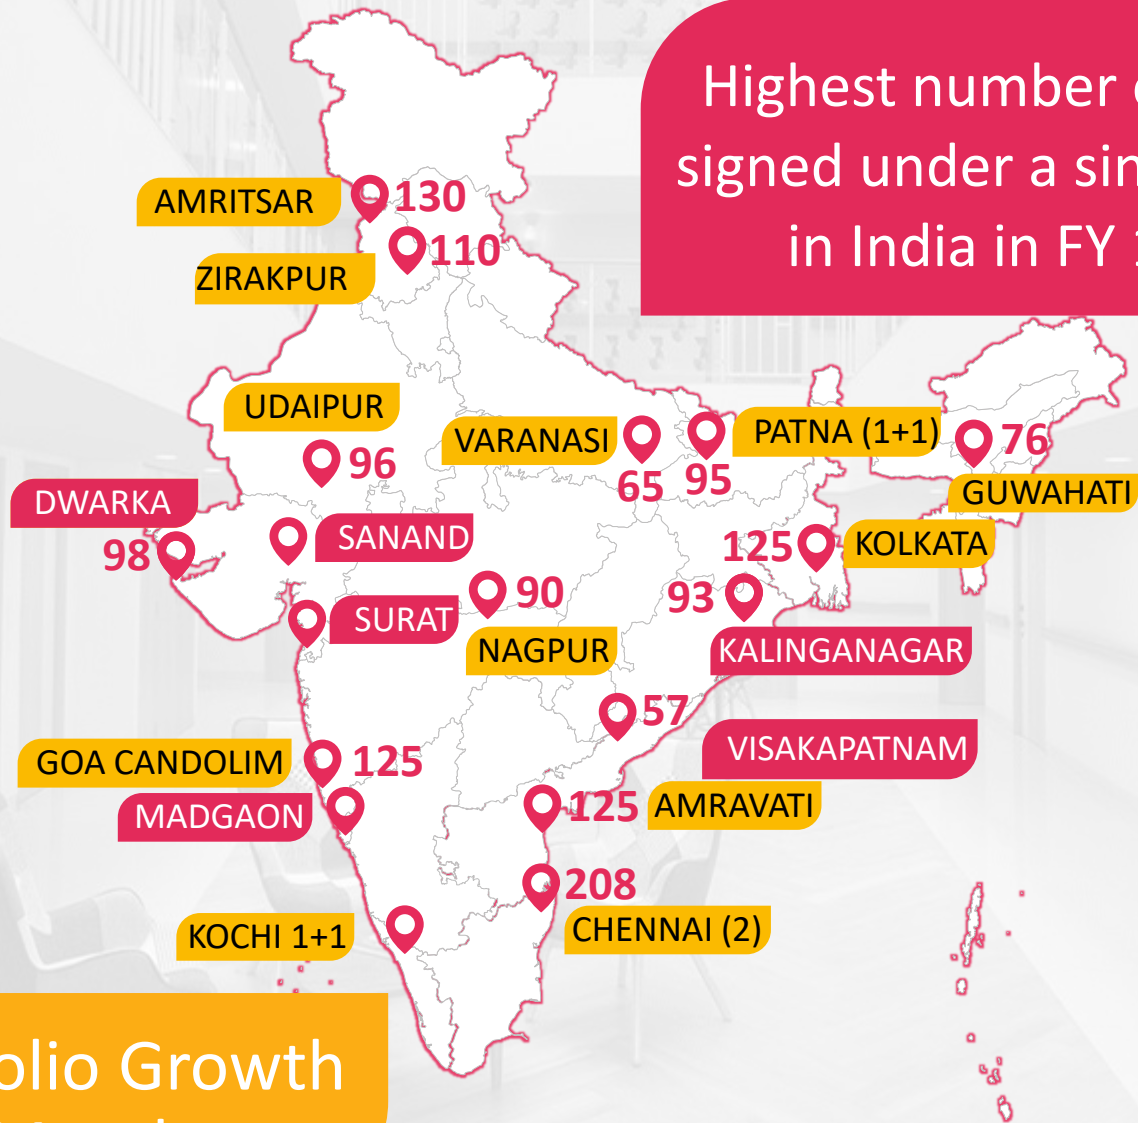 Highest number
signed under a
in India in FY
AMRITSAR
130
110
ZIRAKPUR
UDAIPUR
96
VARANASI
65
95
PATNA (1+1)
76
GUWAHATI
DWARKA
98
SANAND
125
KOLKATA
SURAT
90
NAGPUR
93
KALINGANAGAR
57
VISAKAPATNAM
GOA CANDOLIM
125
MADGAON
125
AMRAVATI
208
CHENNAI (2)
KOCHI 1+1
Growth